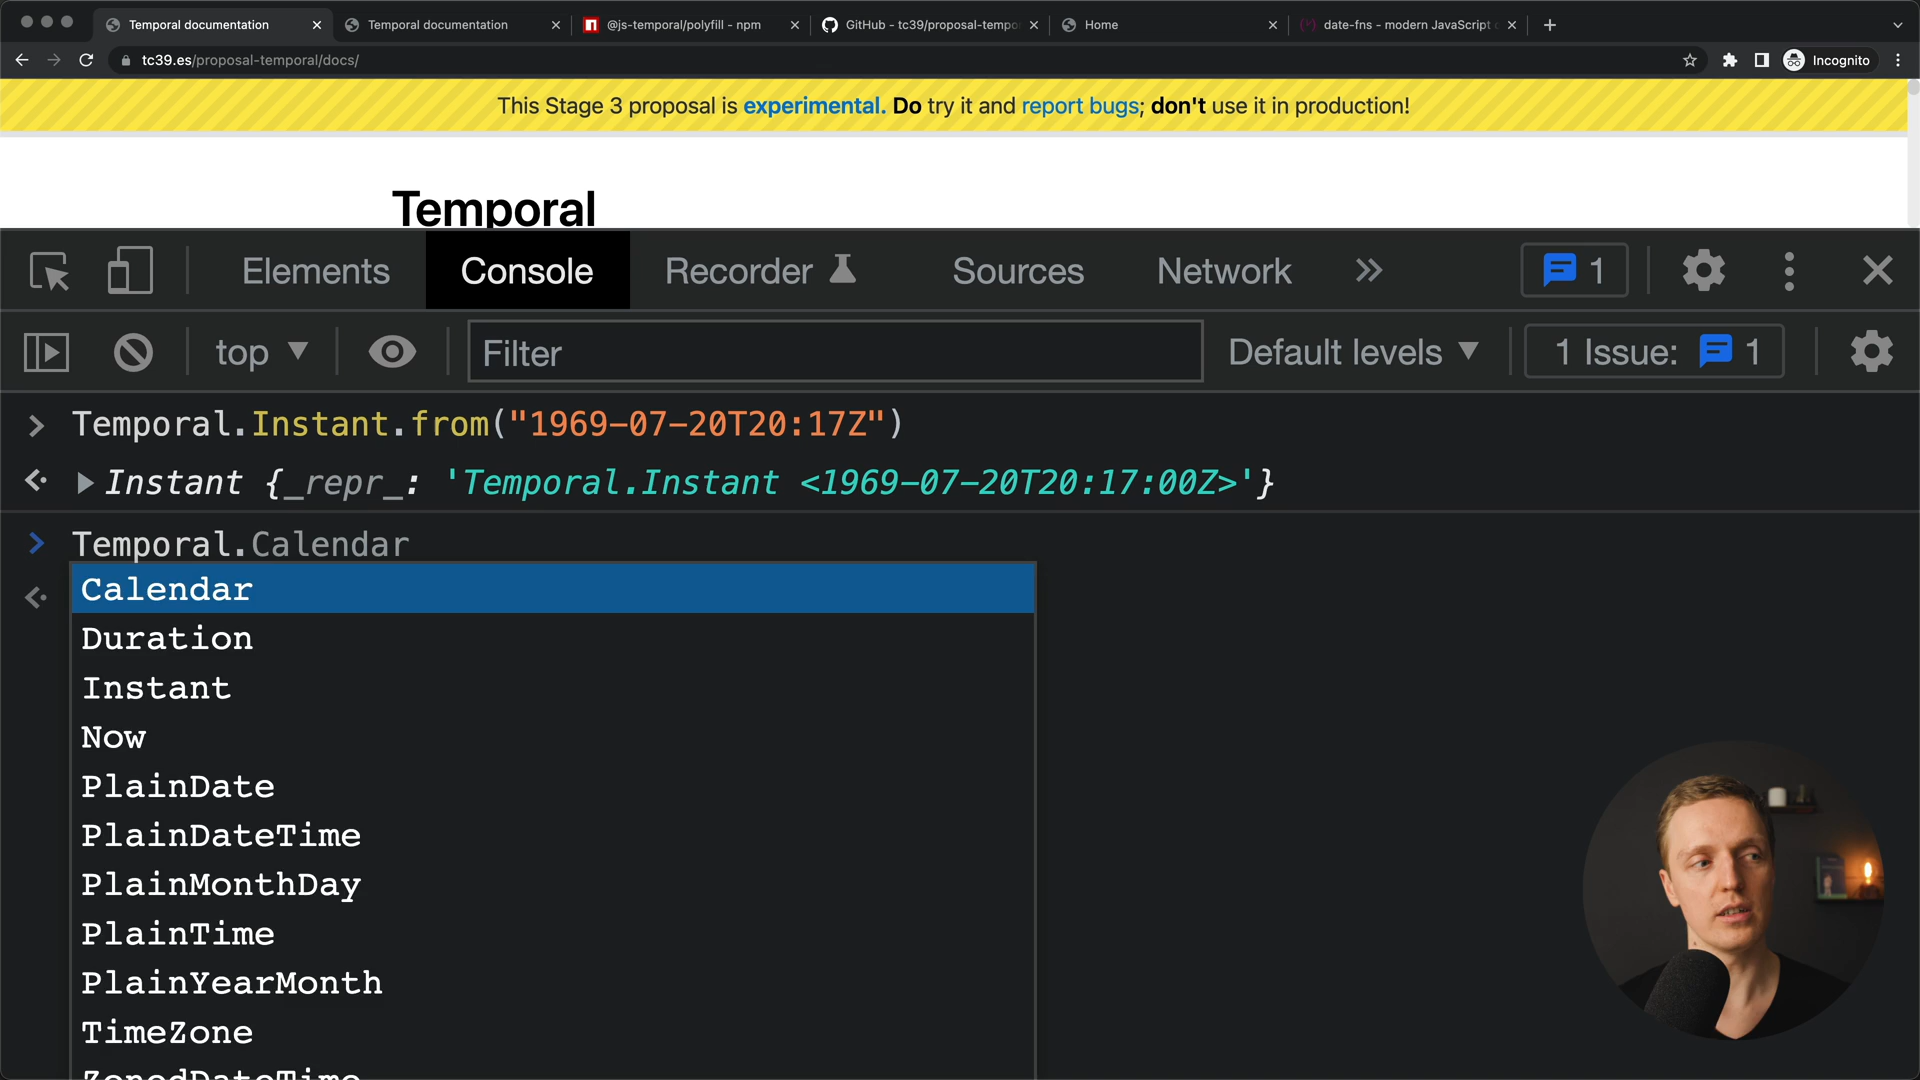 Temporal documentation
Temporal documentation
@js-temporal/polyfill - npm
GitHub - tc39/proposal-tempo
Home
date-fns - modern JavaScript
tc39.es/proposal-temporal/docs/
Incognito
This Stage 3 proposal is experimental. Do try it and report bugs; don't use it in production!
Temporal
Elements
Console
Recorder
Sources
Network
1
top
Filter
Default levels
1 Issue: 1
Temporal.Instant.from("1969-07-20T20:17Z")
Instant {_repr_: 'Temporal.Instant <1969-07-20T20:17:00Z>'}
Temporal.Calendar
Calendar
Duration
Instant
Now
PlainDate
PlainDateTime
PlainMonthDay
PlainTime
PlainYearMonth
TimeZone
ZonedDateTime